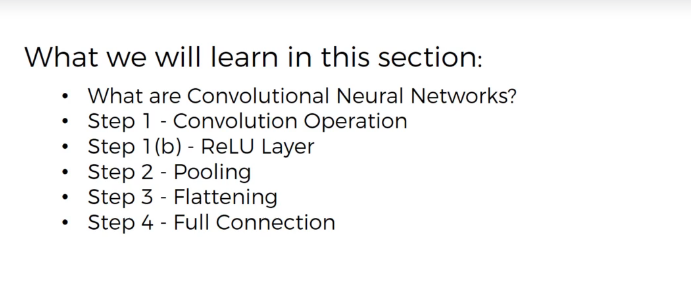 What we will learn in this section:
• What are Convolutional Neural Networks?
• Step 1 - Convolution Operation
• Step 1(b) - ReLU Layer
• Step 2 - Pooling
• Step 3 - Flattening
• Step 4 - Full Connection